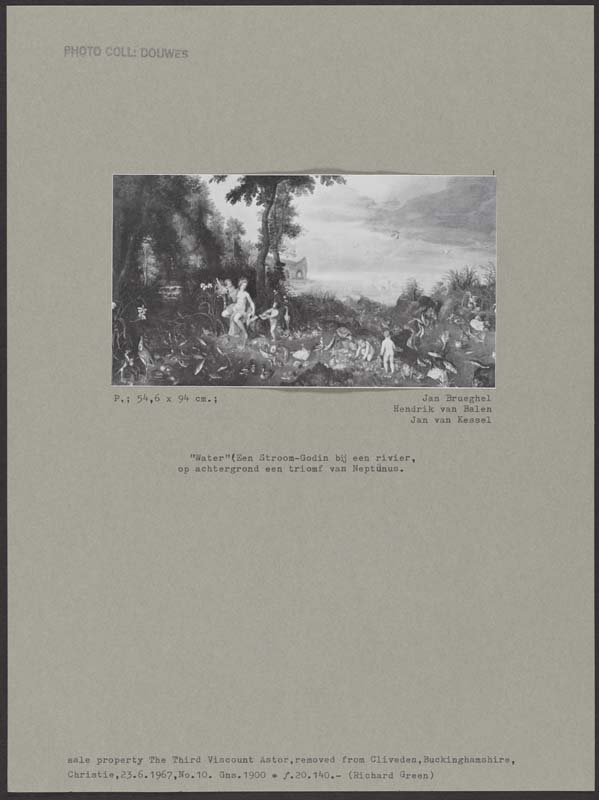 PHOTO COLL: DOUWES
P.; 54,6 x 94 cm.;
Jan Brueghel
Hendrik van Balen
Jan van Kessel
"Water"(Een Stroom-Godin bij een rivier,
op achtergrond een triomf van Neptunus.
sale property The Third Viscount Astor,removed from Cliveden,Buckinghamshire,
Christie,23.6.1967,No.10. Gns.1900 = f.20.140.- (Richard Green)